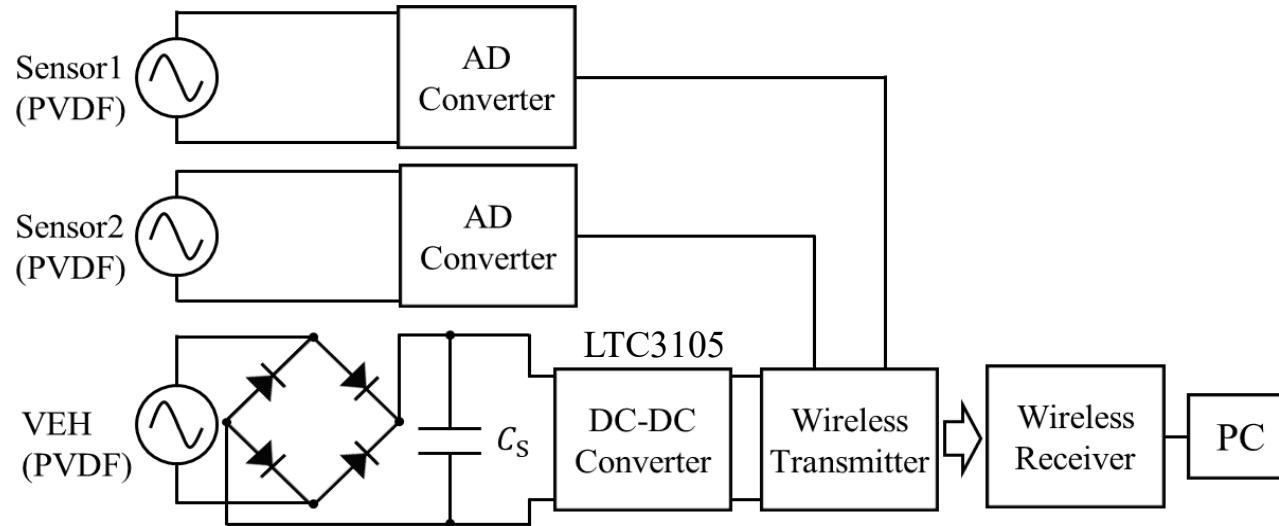 Sensor1
(PVDF)
AD
Converter
Sensor2
(PVDF)
AD
Converter
LTC3105
VEH
(PVDF)
C_S
DC-DC
Converter
Wireless
Transmitter
Wireless
Receiver
PC